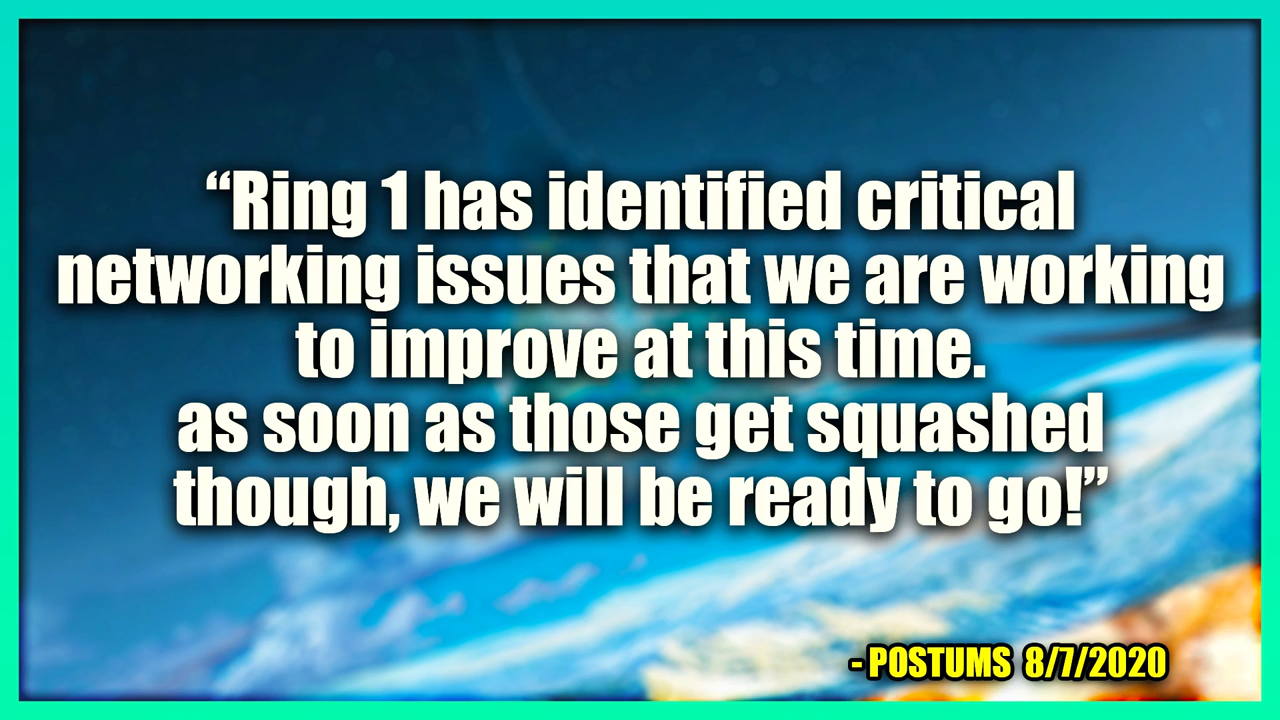 “Ring 1 has identified critical
networking issues that we are working
to improve at this time.
as soon as those get squashed
though, we will be ready to go!”
- POSTUMS 8/7/2020